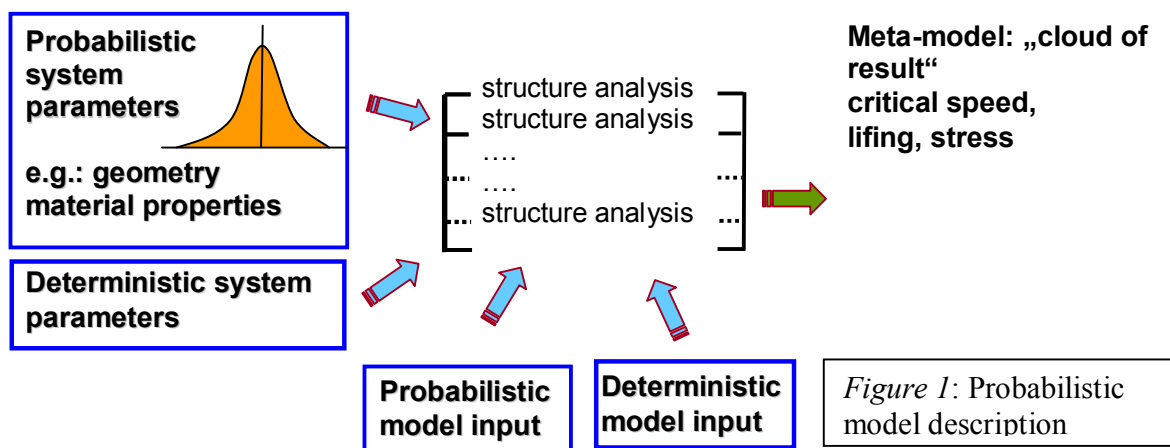 Probabilistic
system
parameters
e.g.: geometry
material properties
Deterministic system
parameters
structure analysis
structure analysis
....
....
structure analysis
Probabilistic
model input
Deterministic
model input
Meta-model: „cloud of
result“
critical speed,
lifing, stress
Figure 1: Probabilistic
model description